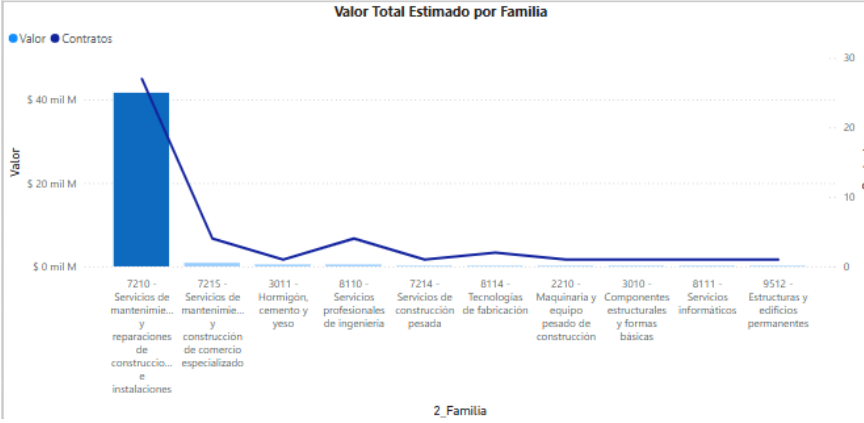 Valor Total Estimado por Familia
Valor Contratos
30
$ 40 mil M
20
Valor
$ 20 mil M
10
$ 0 mil M
0
7210 -
Servicios de
mantenimie...
y
reparaciones
de
construccio...
e
instalaciones
7215 -
Servicios de
mantenimie...
y
construcción
de comercio
especializado
3011 -
Hormigón,
cemento y
yeso
8110 -
Servicios
profesionales
de ingeniería
7214 -
Servicios de
construcción
pesada
8114 -
Tecnologías
de fabricación
2210 -
Maquinaria y
equipo
pesado de
construcción
3010 -
Componentes
estructurales
y formas
básicas
8111 -
Servicios
informáticos
9512 -
Estructuras y
edificios
permanentes
2_Familia